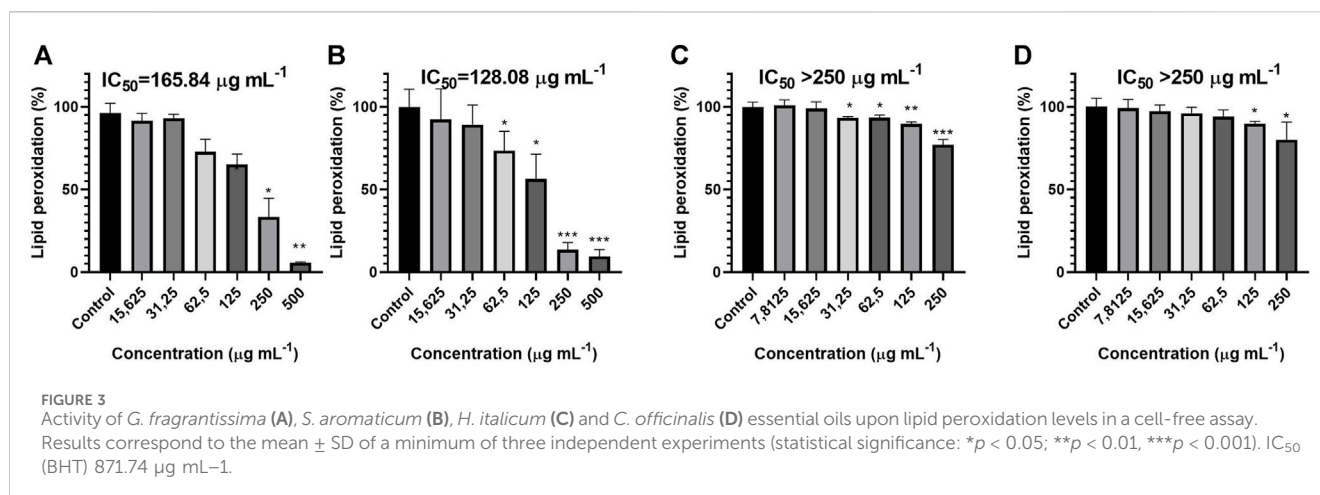 A
IC50=165.84 µg mL-1
Lipid peroxidation (%)
100
50
0
*
*
**
Control
15,625
31,25
62,5
125
250
500
Concentration (µg mL-1)
B
IC50=128.08 µg mL-1
Lipid peroxidation (%)
100
50
0
*
*
***
***
Control
15,625
31,25
62,5
125
250
500
Concentration (µg mL-1)
C
IC50 >250 µg mL-1
Lipid peroxidation (%)
100
50
0
*
*
**
***
Control
7,8125
15,625
31,25
62,5
125
250
Concentration (µg mL-1)
D
IC50 >250 µg mL-1
Lipid peroxidation (%)
100
50
0
*
*
Control
7,8125
15,625
31,25
62,5
125
250
Concentration (µg mL-1)
FIGURE 3
Activity of G. fragrantissima (A), S. aromaticum (B), H. italicum (C) and C. officinalis (D) essential oils upon lipid peroxidation levels in a cell-free assay.
Results correspond to the mean ± SD of a minimum of three independent experiments (statistical significance: *p < 0.05; **p < 0.01, ***p < 0.001). IC50
(BHT) 871.74 µg mL–1.